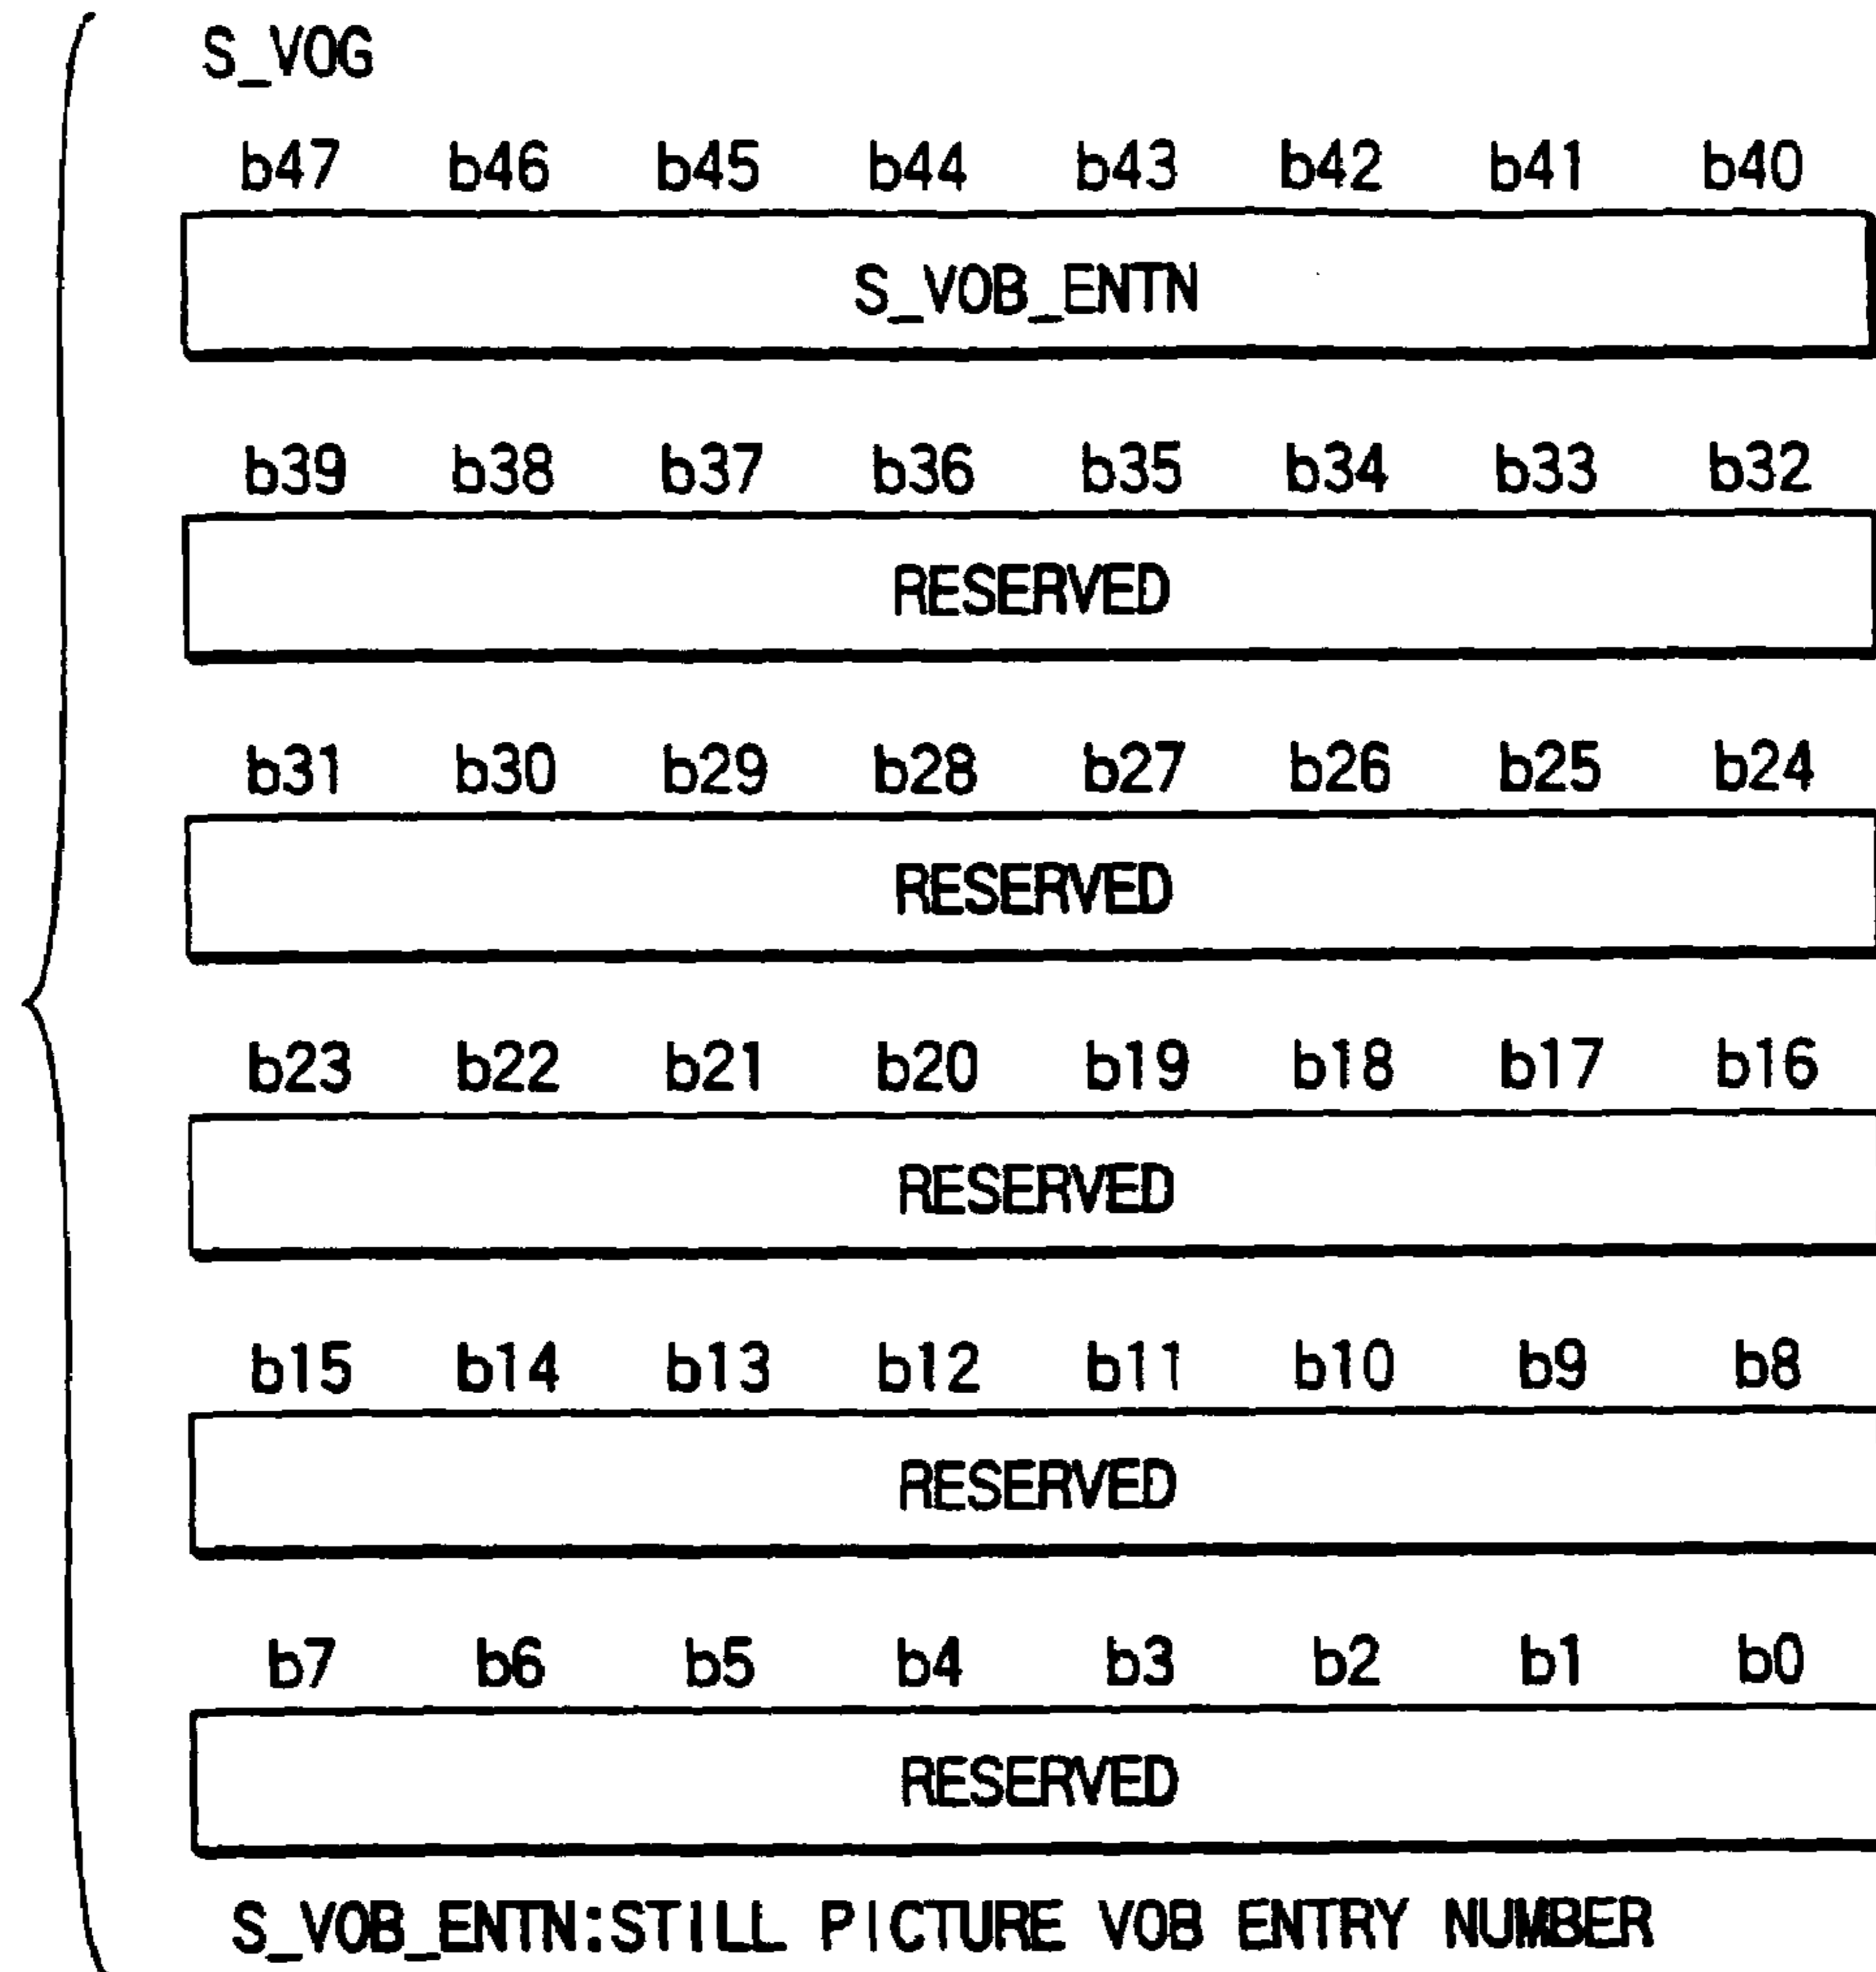 S_VOG
b47 b46 b45 b44 b43 b42 b41 b40
S_VOB_ENTN
b39 b38 b37 b36 b35 b34 b33 b32
RESERVED
b31 b30 b29 b28 b27 b26 b25 b24
RESERVED
b23 b22 b21 b20 b19 b18 b17 b16
RESERVED
b15 b14 b13 b12 b11 b10 b9 b8
RESERVED
b7 b6 b5 b4 b3 b2 b1 b0
RESERVED
S_VOB_ENTN:STILL PICTURE VOB ENTRY NUMBER